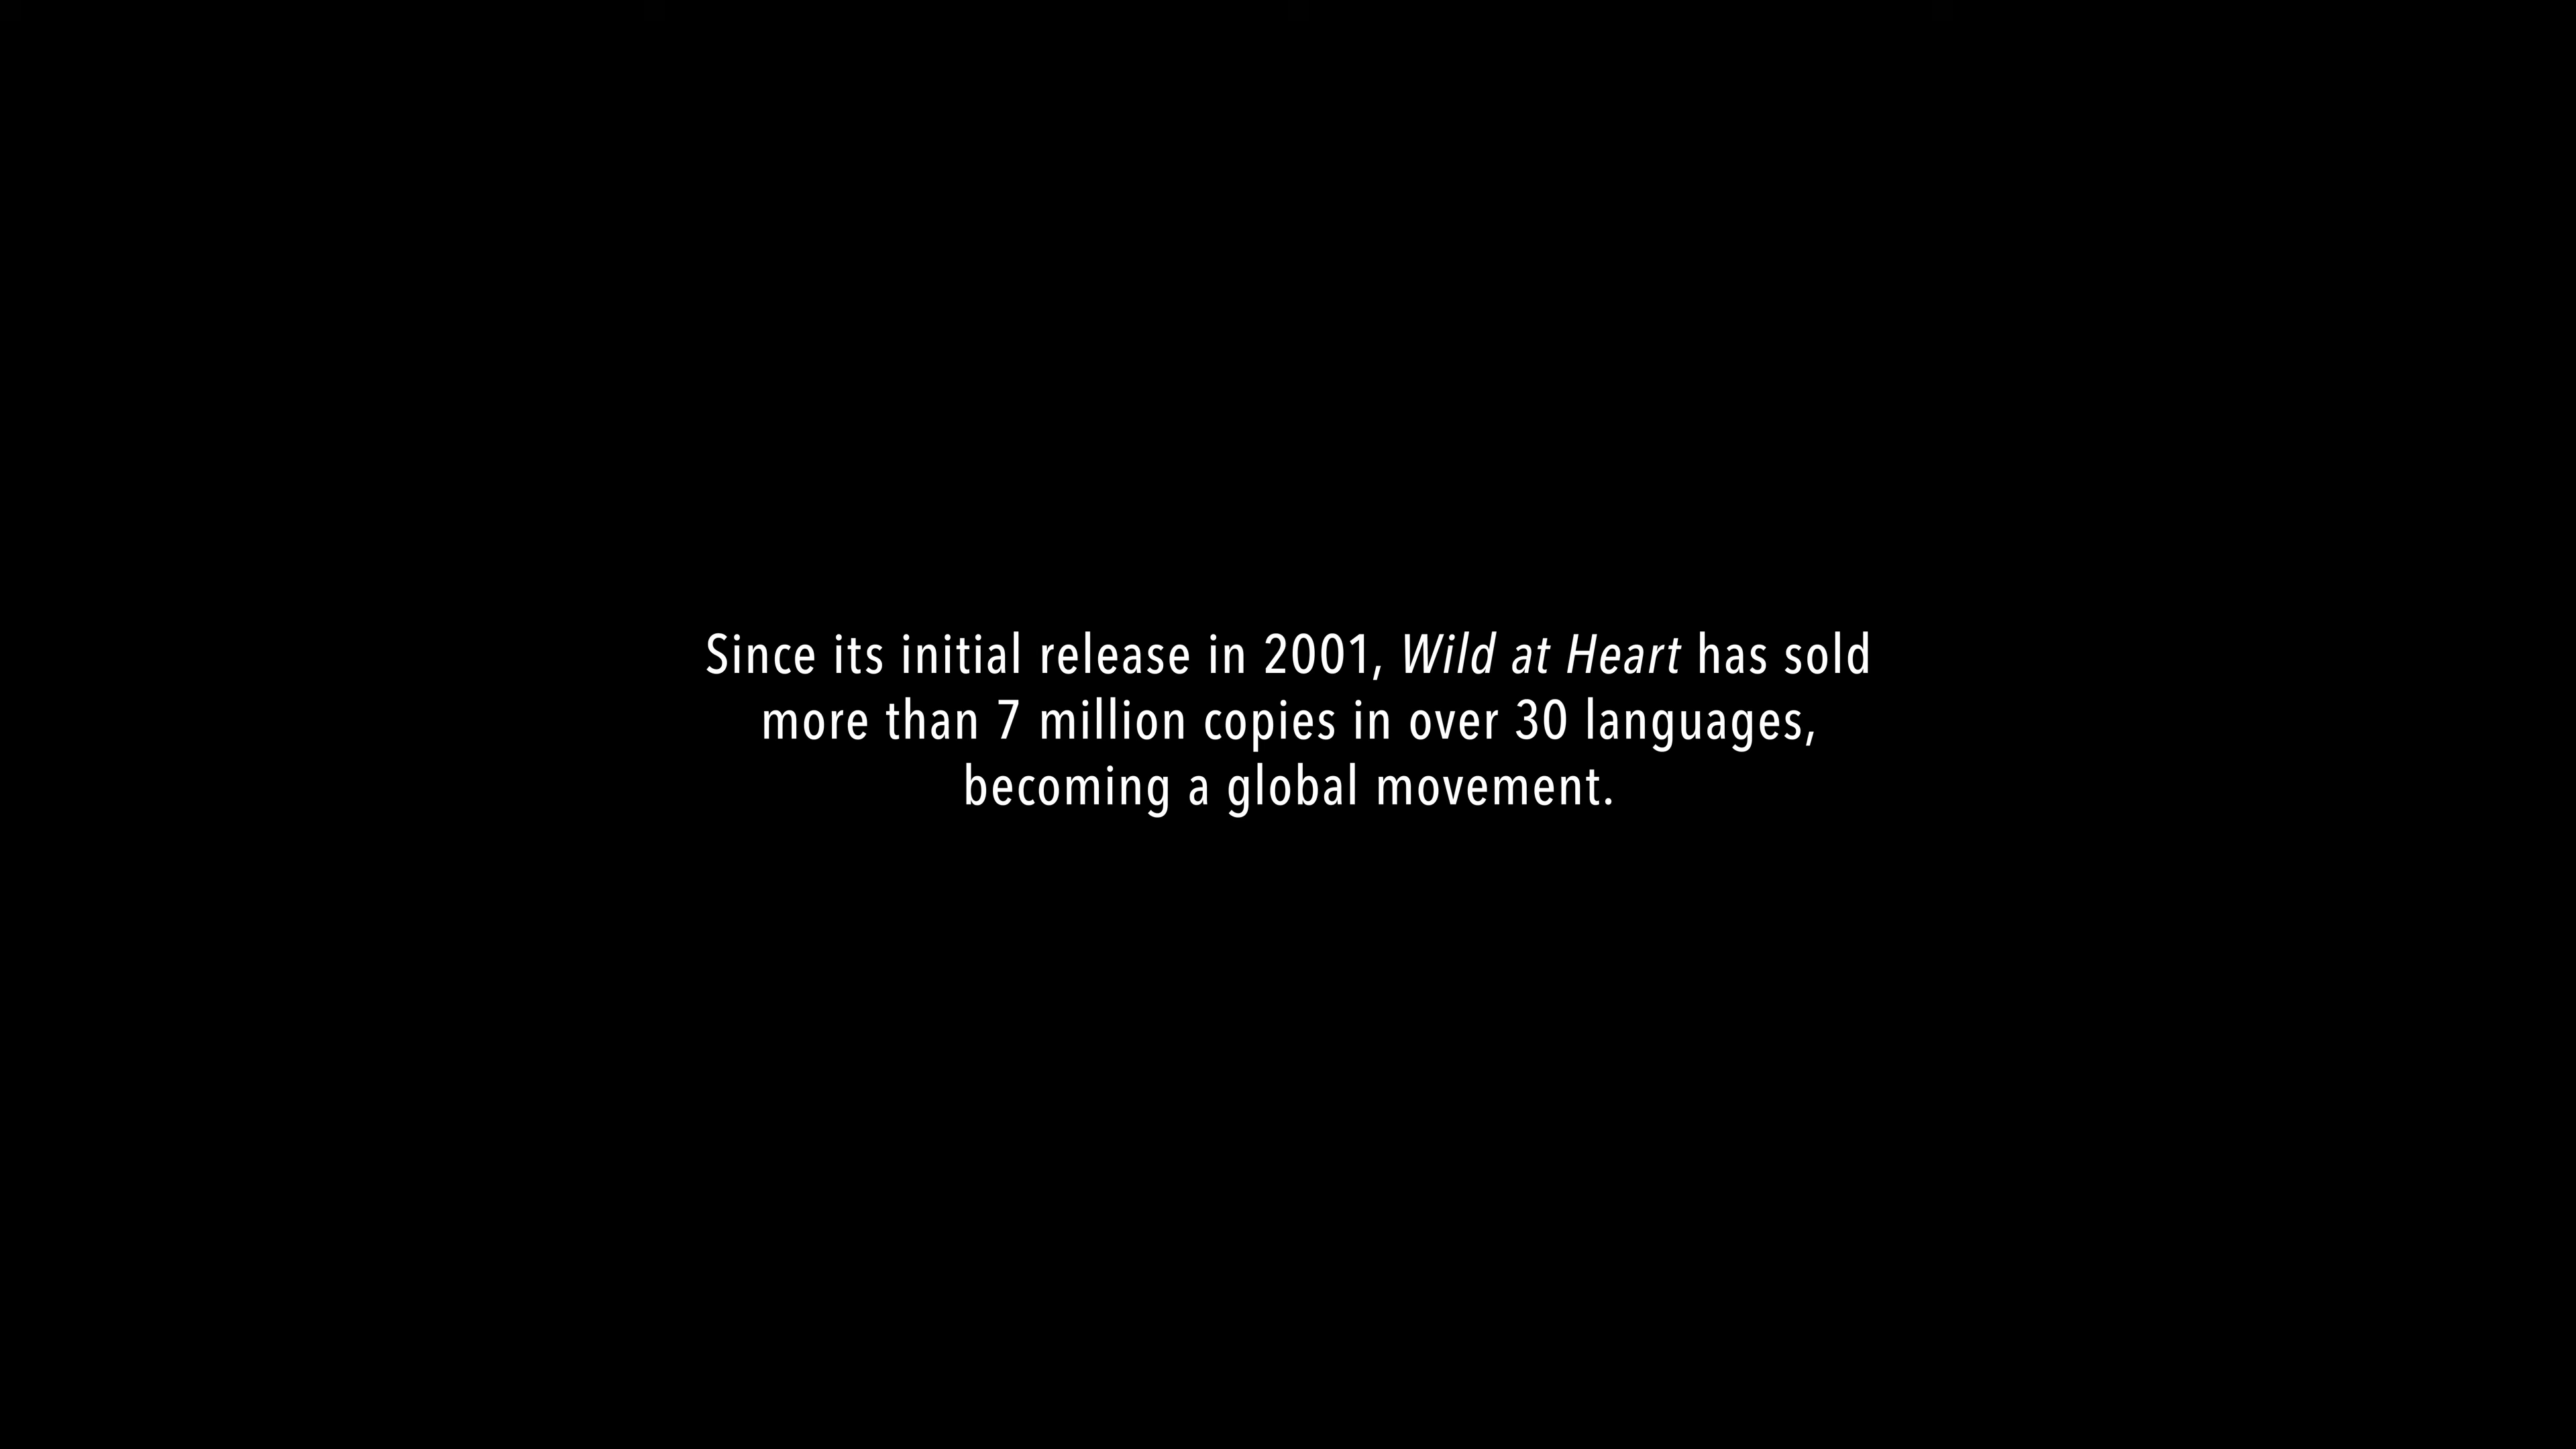 Since its initial release in 2001, Wild at Heart has sold
more than 7 million copies in over 30 languages,
becoming a global movement.